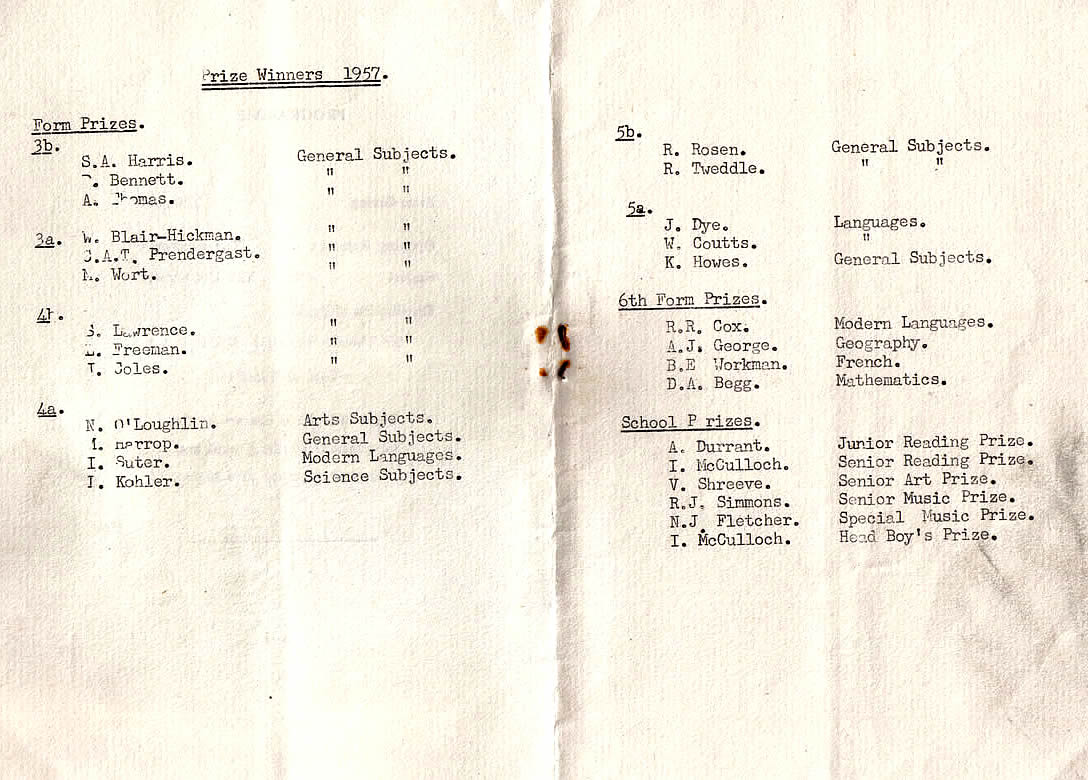 Prize Winners 1957.
Form Prizes.
3b.
S.A. Harris. General Subjects.
Bennett. " "
A. Thomas. " "
3a. W. Blair-Hickman. " "
J.A.T. Prendergast. " "
Wort. " "
4b.
Lawrence. " "
Freeman. " "
Joles. " "
4a.
N. O'Loughlin. Arts Subjects.
General Subjects.
I. Suter. Modern Languages.
I. Kohler. Science Subjects.
5b.
R. Rosen. General Subjects.
R. Tweddle. " "
5a.
J. Dye. Languages.
W. Coutts. "
K. Howes. General Subjects.
6th Form Prizes.
R.R. Cox. Modern Languages.
A.J. George. Geography.
B.E Workman. French.
D.A. Begg. Mathematics.
School P rizes.
A. Durrant. Junior Reading Prize.
I. McCulloch. Senior Reading Prize.
V. Shreeve. Senior Art Prize.
R.J. Simmons. Senior Music Prize.
N.J. Fletcher. Special Music Prize.
I. McCulloch. Head Boy's Prize.